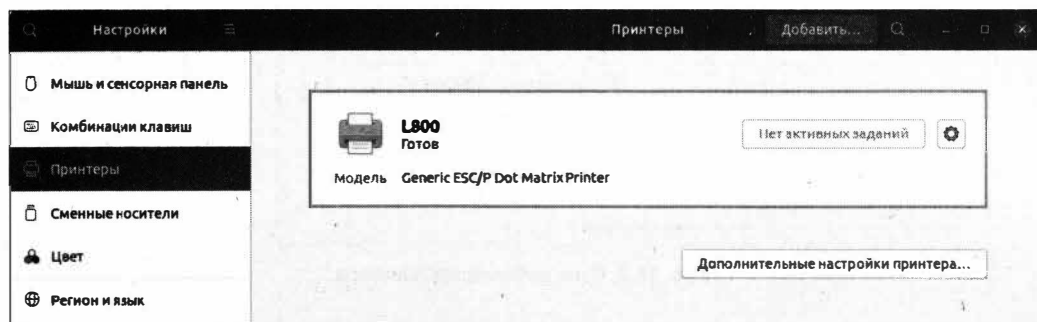 Настройки
Принтеры
Добавить...
Мышь и сенсорная панель
Комбинации клавиш
Принтеры
Сменные носители
Цвет
Регион и язык
L800
Готов
Нет активных заданий
Модель Generic ESC/P Dot Matrix Printer
Дополнительные настройки принтера...